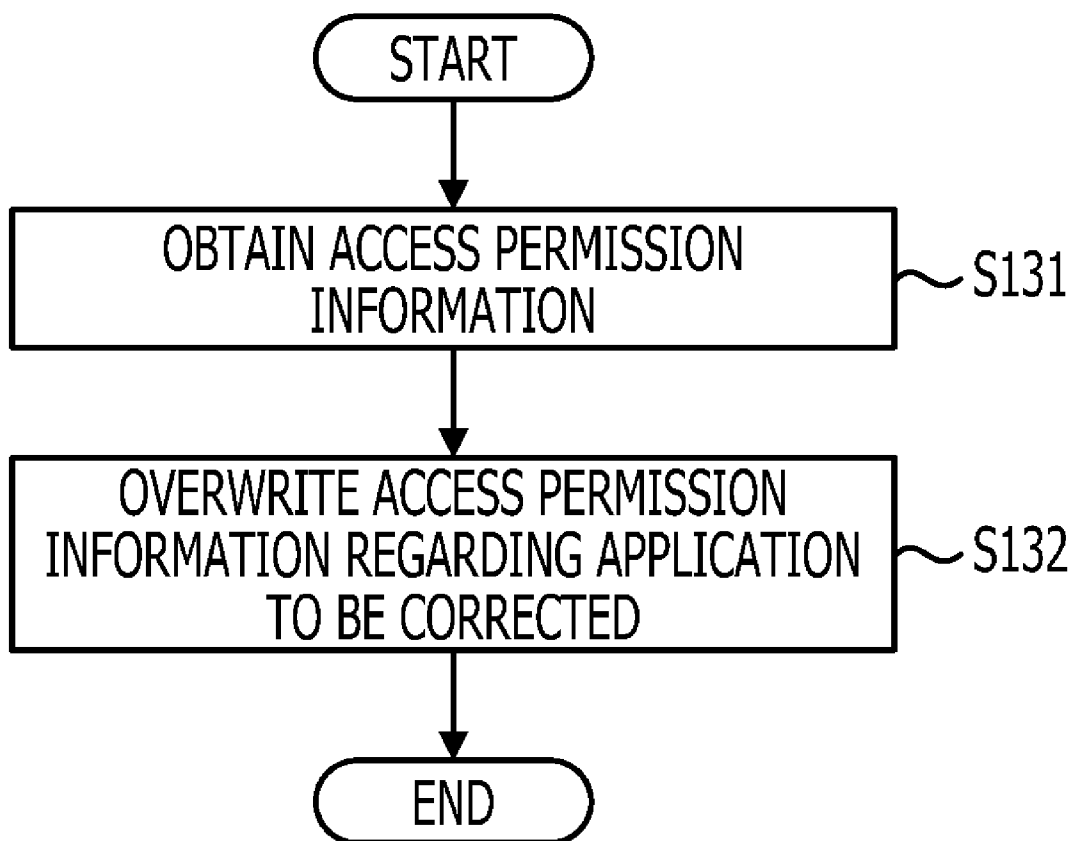 START
OBTAIN ACCESS PERMISSION
INFORMATION
S131
OVERWRITE ACCESS PERMISSION
INFORMATION REGARDING APPLICATION
TO BE CORRECTED
S132
END